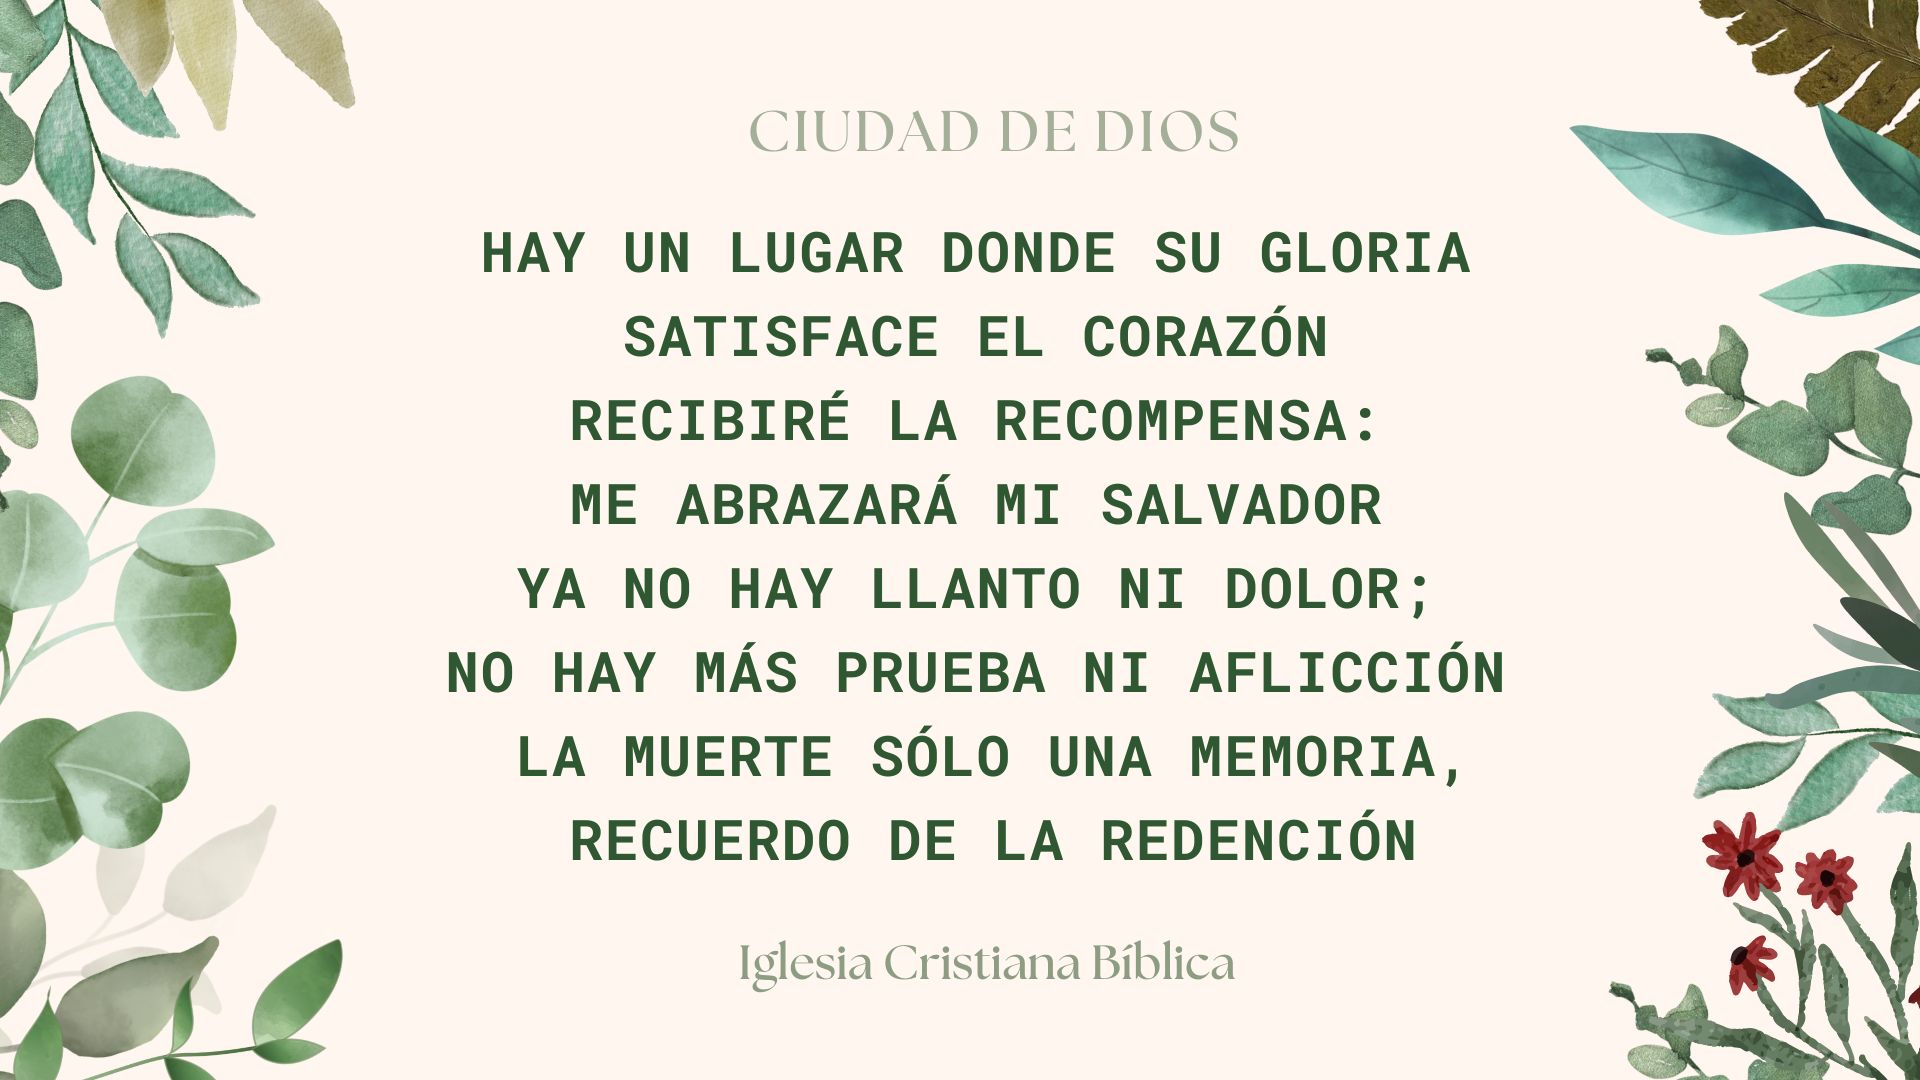 CIUDAD DE DIOS
HAY UN LUGAR DONDE SU GLORIA
SATISFACE EL CORAZÓN
RECIBIRÉ LA RECOMPENSA:
ME ABRAZARÁ MI SALVADOR
YA NO HAY LLANTO NI DOLOR;
NO HAY MÁS PRUEBA NI AFLICCIÓN
LA MUERTE SÓLO UNA MEMORIA,
RECUERDO DE LA REDENCIÓN
Iglesia Cristiana Bíblica